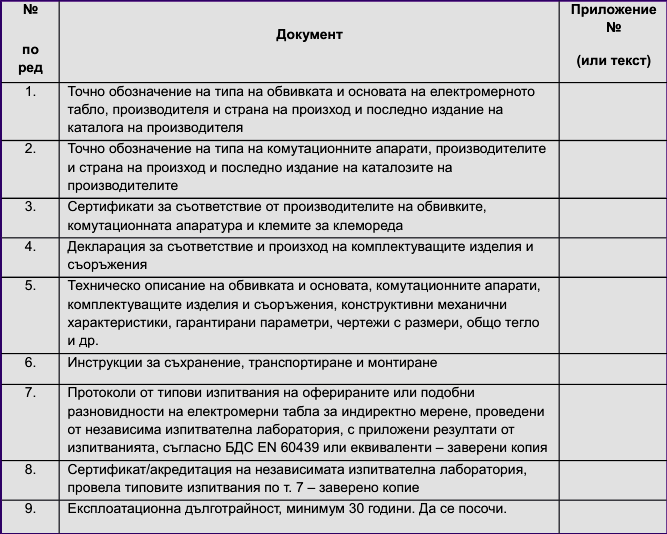 №
по
ред
Документ
Приложение
№
(или текст)
1.
Точно обозначение на типа на обвивката и основата на електромерното
табло, производителя и страна на произход и последно издание на
каталога на производителя
2.
Точно обозначение на типа на комутационните апарати, производителите
и страна на произход и последно издание на каталозите на
производителите
3.
Сертификати за съответствие от производителите на обвивките,
комутационната апаратура и клемите за клемореда
4.
Декларация за съответствие и произход на комплектуващите изделия и
съоръжения
5.
Техническо описание на обвивката и основата, комутационните апарати,
комплектуващите изделия и съоръжения, конструктивни механични
характеристики, гарантирани параметри, чертежи с размери, общо тегло
и др.
6.
Инструкции за съхранение, транспортиране и монтиране
7.
Протоколи от типови изпитвания на оферираните или подобни
разновидности на електромерни табла за индиректно мерене, проведени
от независима изпитвателна лаборатория, с приложени резултати от
изпитванията, съгласно БДС EN 60439 или еквиваленти – заверени копия
8.
Сертификат/акредитация на независимата изпитвателна лаборатория,
провела типовите изпитвания по т. 7 – заверено копие
9.
Експлоатационна дълготрайност, минимум 30 години. Да се посочи.